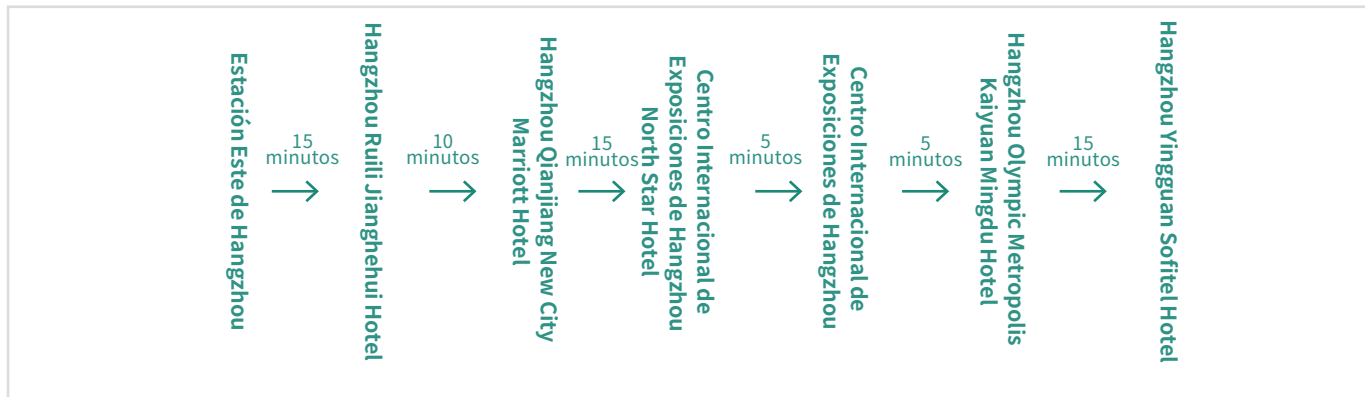 Estación Este de Hangzhou
15
minutos
Hangzhou Ruili Jianghehui Hotel
10
minutos
Hangzhou Qianjiang New City
Marriott Hotel
15
minutos
Centro Internacional de
Exposiciones de Hangzhou
North Star Hotel
5
minutos
Centro Internacional de
Exposiciones de Hangzhou
5
minutos
Hangzhou Olympic Metropolis
Kaiyuan Mingdu Hotel
15
minutos
Hangzhou Yingguan Sofitel Hotel